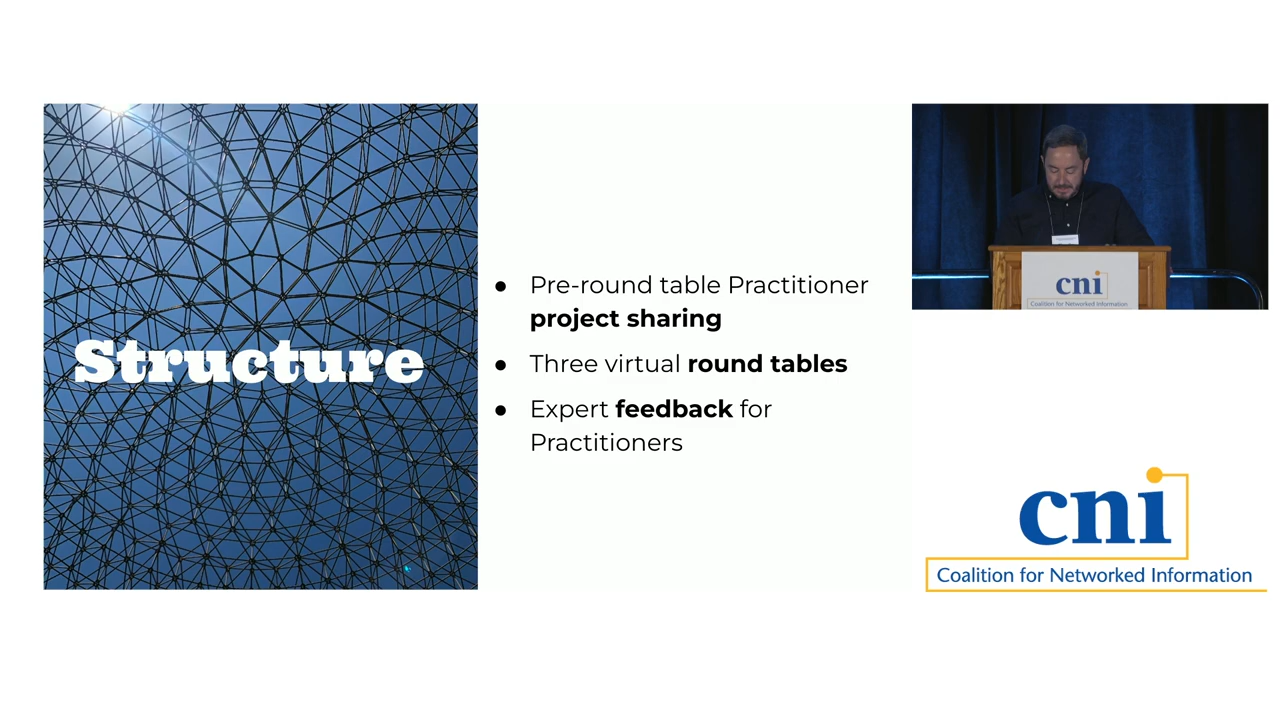 Structure
● Pre-round table Practitioner
project sharing
● Three virtual round tables
● Expert feedback for
Practitioners
cni
Coalition for Networked Information
cni
Coalition for Networked Information